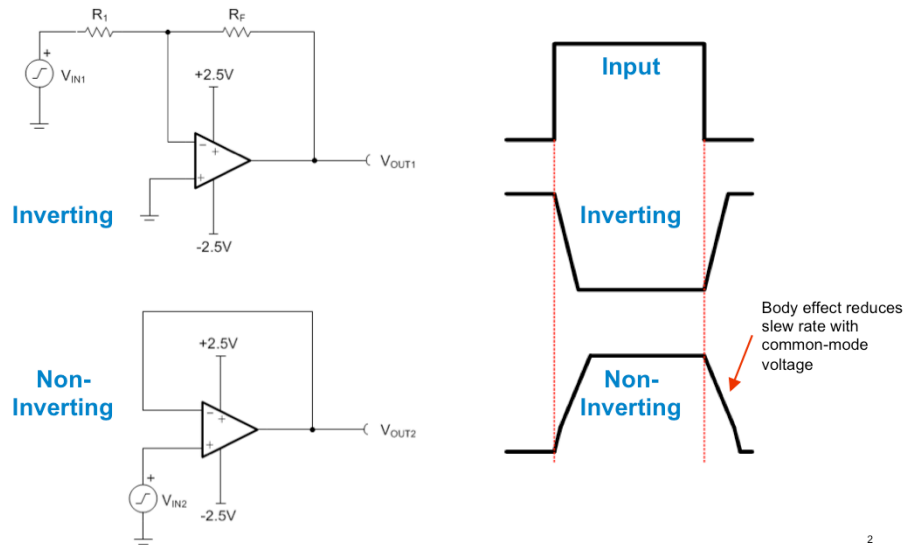 R1
RF
+
VIN1
+2.5V
−
+
+
VOUT1
-2.5V
Inverting
+2.5V
−
+
+
VOUT2
-2.5V
+
VIN2
Non-
Inverting
Input
Inverting
Non-
Inverting
Body effect reduces
slew rate with
common-mode
voltage
2